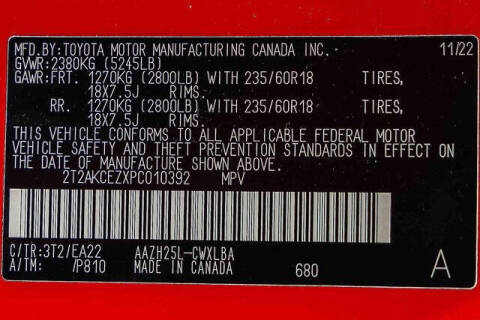 MFD.BY:TOYOTA MOTOR MANUFACTURING CANADA INC. 11/22
GVWR:2380KG (5245LB)
GAWR:FRT. 1270KG (2800LB) WITH 235/60R18 TIRES,
18X7.5J RIMS.
RR. 1270KG (2800LB) WITH 235/60R18 TIRES,
18X7.5J RIMS.
THIS VEHICLE CONFORMS TO ALL APPLICABLE FEDERAL MOTOR
VEHICLE SAFETY AND THEFT PREVENTION STANDARDS IN EFFECT ON
THE DATE OF MANUFACTURE SHOWN ABOVE.
2T2AKCEZXPC010392 MPV
C/TR:3T2/EA22 AAZH25L-CWXLBA
A/TM: /P810 MADE IN CANADA 680 A